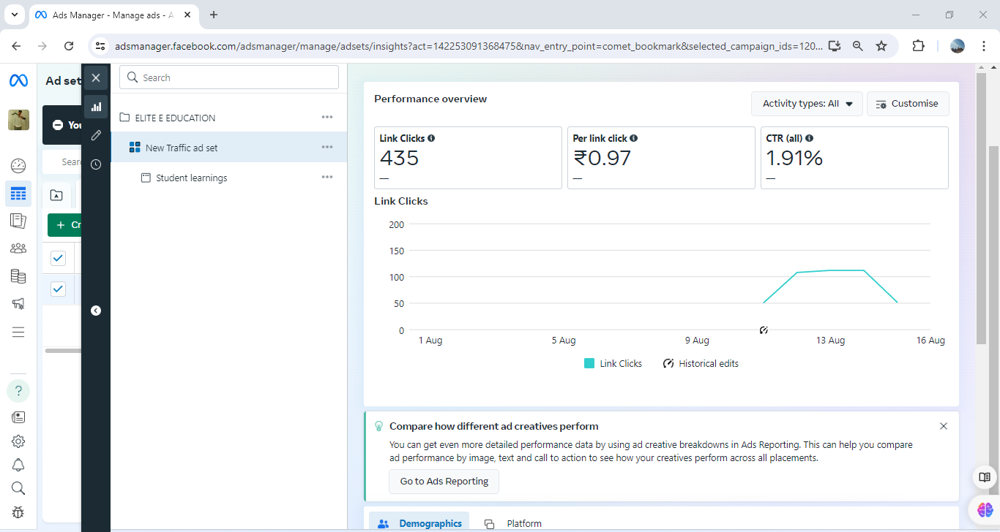 Ads Manager - Manage ads - A
adsmanager.facebook.com/adsmanager/manage/adsets/insights?act=142253091368475&nav_entry_point=comet_bookmark&selected_campaign_ids=120...
Ad set
You
Sear
Cr
Search
ELITE E EDUCATION
New Traffic ad set
Student learnings
Performance overview
Activity types: All
Customise
Link Clicks
435
—
Per link click
₹0.97
—
CTR (all)
1.91%
—
Link Clicks
200
150
100
50
0
1 Aug 5 Aug 9 Aug 13 Aug 16 Aug
Link Clicks Historical edits
Compare how different ad creatives perform
You can get even more detailed performance data by using ad creative breakdowns in Ads Reporting. This can help you compare
ad performance by image, text and call to action to see how your creatives perform across all placements.
Go to Ads Reporting
Demographics Platform